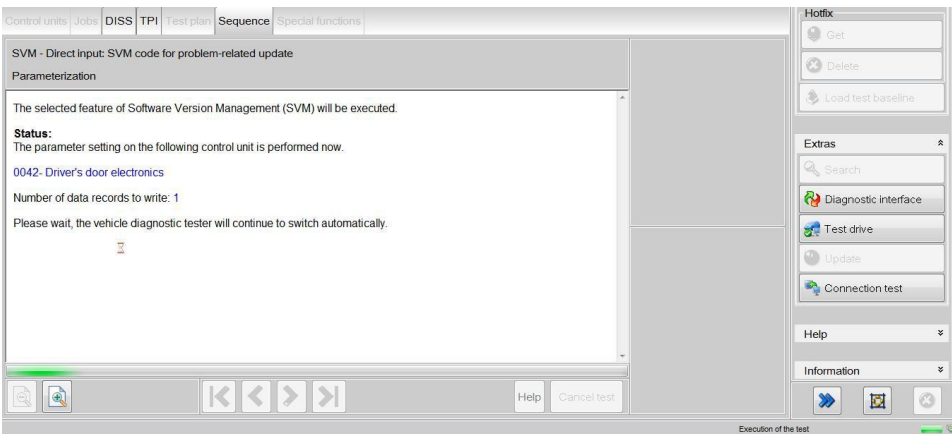 Control units Jobs DISS TPI Test plan Sequence Special functions
SVM - Direct input: SVM code for problem-related update
Parameterization
The selected feature of Software Version Management (SVM) will be executed.
Status:
The parameter setting on the following control unit is performed now.
0042- Driver's door electronics
Number of data records to write: 1
Please wait, the vehicle diagnostic tester will continue to switch automatically.
Help Cancel test
Hotfix
Get
Delete
Load test baseline
Extras
Search
Diagnostic interface
Test drive
Update
Connection test
Help
Information
Execution of the test